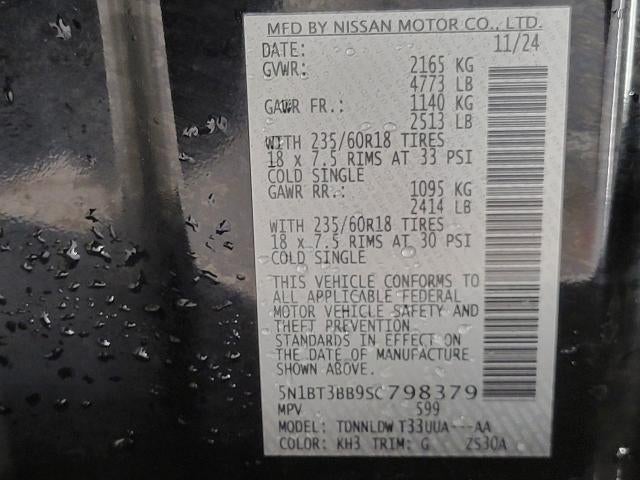 MFD BY NISSAN MOTOR CO., LTD.
DATE: 11/24
GVWR: 2165 KG
4773 LB
GAWR FR.: 1140 KG
2513 LB
WITH 235/60R18 TIRES
18 x 7.5 RIMS AT 33 PSI
COLD SINGLE
GAWR RR.: 1095 KG
2414 LB
WITH 235/60R18 TIRES
18 x 7.5 RIMS AT 30 PSI
COLD SINGLE
THIS VEHICLE CONFORMS TO
ALL APPLICABLE FEDERAL
MOTOR VEHICLE SAFETY AND
THEFT PREVENTION
STANDARDS IN EFFECT ON
THE DATE OF MANUFACTURE
SHOWN ABOVE.
5N1BT3BB9SC798379
MPV 599
MODEL: TDNNLDW T33UUA---AA
COLOR: KH3 TRIM: G ZS30A